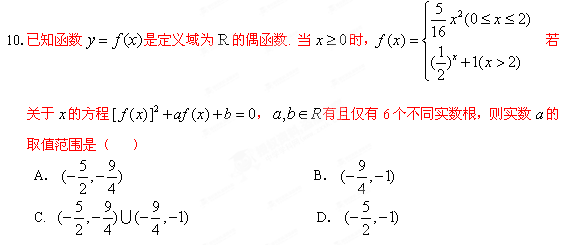 10. 已知函数 y = f(x)是定义域为 R 的偶函数. 当 x ≥ 0 时, f(x) = { 5/16 x² (0 ≤ x ≤ 2) ; (1/2)^x + 1 (x > 2) 若
关于 x 的方程 [f(x)]² + af(x) + b = 0, a,b ∈ R 有且仅有 6 个不同实数根, 则实数 a 的
取值范围是 ( )
A. (-5/2, -9/4) B. (-9/4, -1)
C. (-5/2, -9/4) ∪ (-9/4, -1) D. (-5/2, -1)